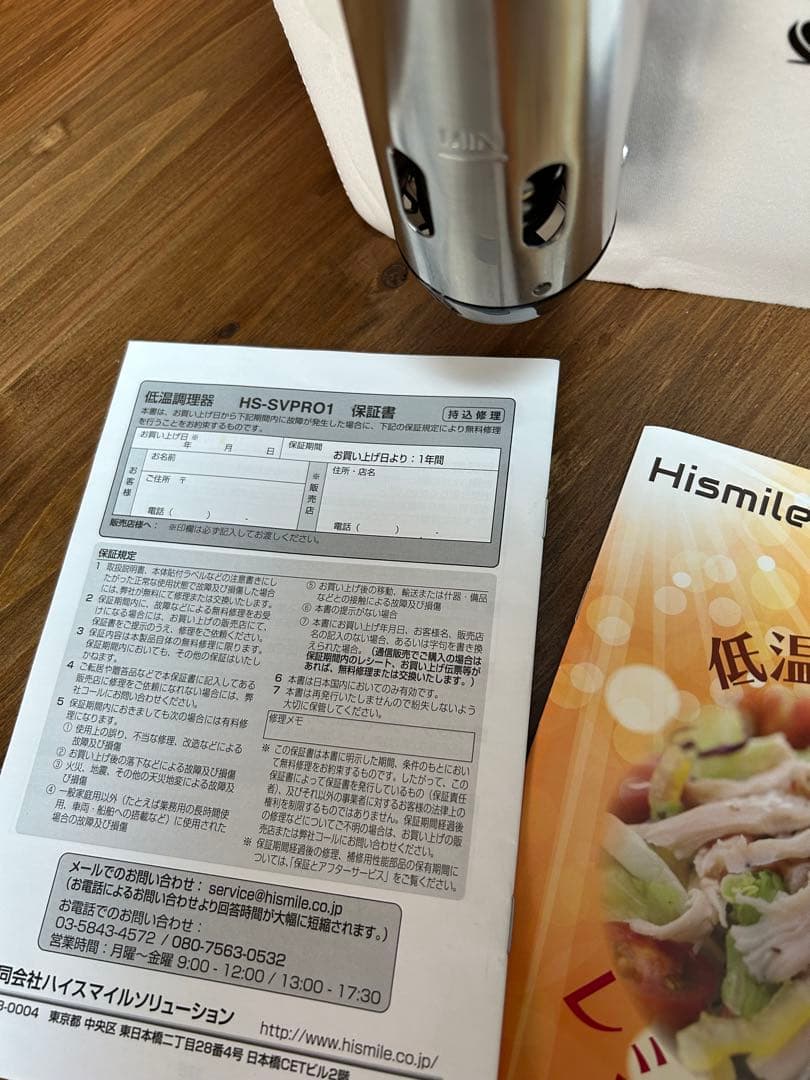 MIN
低温調理器 HS-SVPRO1 保証書 持込修理
本書は、お買い上げ日から下記期間内に故障が発生した場合に、下記の保証規定により無料修理
を行うことをお約束するものです。
お買い上げ日 ※
年 月 日
保証期間
お買い上げ日より：1年間
お客様
お名前
ご住所 〒
電話（ ） -
※販売店
住所・店名
電話（ ） -
販売店様へ： ※印欄は必ず記入してお渡しください。
保証規定
1 取扱説明書、本体貼付ラベルなどの注意書きにし
たがった正常な使用状態で故障及び損傷した場合
には、弊社が無料にて修理または交換いたします。
2 保証期間内に、故障などによる無料修理をお受
けになる場合には、お買い上げの販売店にて、
保証書をご提示のうえ、修理をご依頼ください。
3 保証内容は本製品自体の無料修理に限ります。
保証期間内においても、その他の保証はいたし
かねます。
4 ご転居や贈答品などで本保証書に記入してある
販売店に修理をご依頼になれない場合には、弊
社コールにお問い合わせください。
5 保証期間内におきましても次の場合には有料修
理になります。
① 使用上の誤り、不当な修理、改造などによる
故障及び損傷
② お買い上げ後の落下などによる故障及び損傷
③ 火災、地震、その他の天災地変による故障及
び損傷
④ 一般家庭用以外（たとえば業務用の長時間使
用、車両・船舶への搭載など）に使用された
場合の故障及び損傷
⑤ お買い上げ後の移動、輸送または什器・備品
などとの接触による故障及び損傷
⑥ 本書の提示がない場合
⑦ 本書にお買い上げ年月日、お客様名、販売店
名の記入のない場合、あるいは字句を書き換
えられた場合。（通信販売でご購入の場合は
保証期間内のレシート、お買い上げ伝票等が
あれば、無料修理または交換いたします。）
6 本書は日本国内においてのみ有効です。
7 本書は再発行いたしませんので紛失しないよう
大切に保管してください。
修理メモ
※ この保証書は本書に明示した期間、条件のもとにおい
て無料修理をお約束するものです。したがって、この
保証書によって保証書を発行しているもの（保証責任
者）、及びそれ以外の事業者に対するお客様の法律上の
権利を制限するものではありません。保証期間経過後
の修理などについてご不明の場合は、お買い上げの販
売店または弊社コールにお問い合わせください。
※ 保証期間経過後の修理、補修用性能部品の保有期間に
ついては、「保証とアフターサービス」をご覧ください。
メールでのお問い合わせ： service@hismile.co.jp
（お電話によるお問い合わせより回答時間が大幅に短縮されます。）
お電話でのお問い合わせ：
03-5843-4572 / 080-7563-0532
営業時間：月曜～金曜 9:00 - 12:00 / 13:00 - 17:30
同会社ハイスマイルソリューション
http://www.hismile.co.jp/
3-0004 東京都 中央区 東日本橋二丁目28番4号 日本橋CETビル2階
Hismile
低温
レ